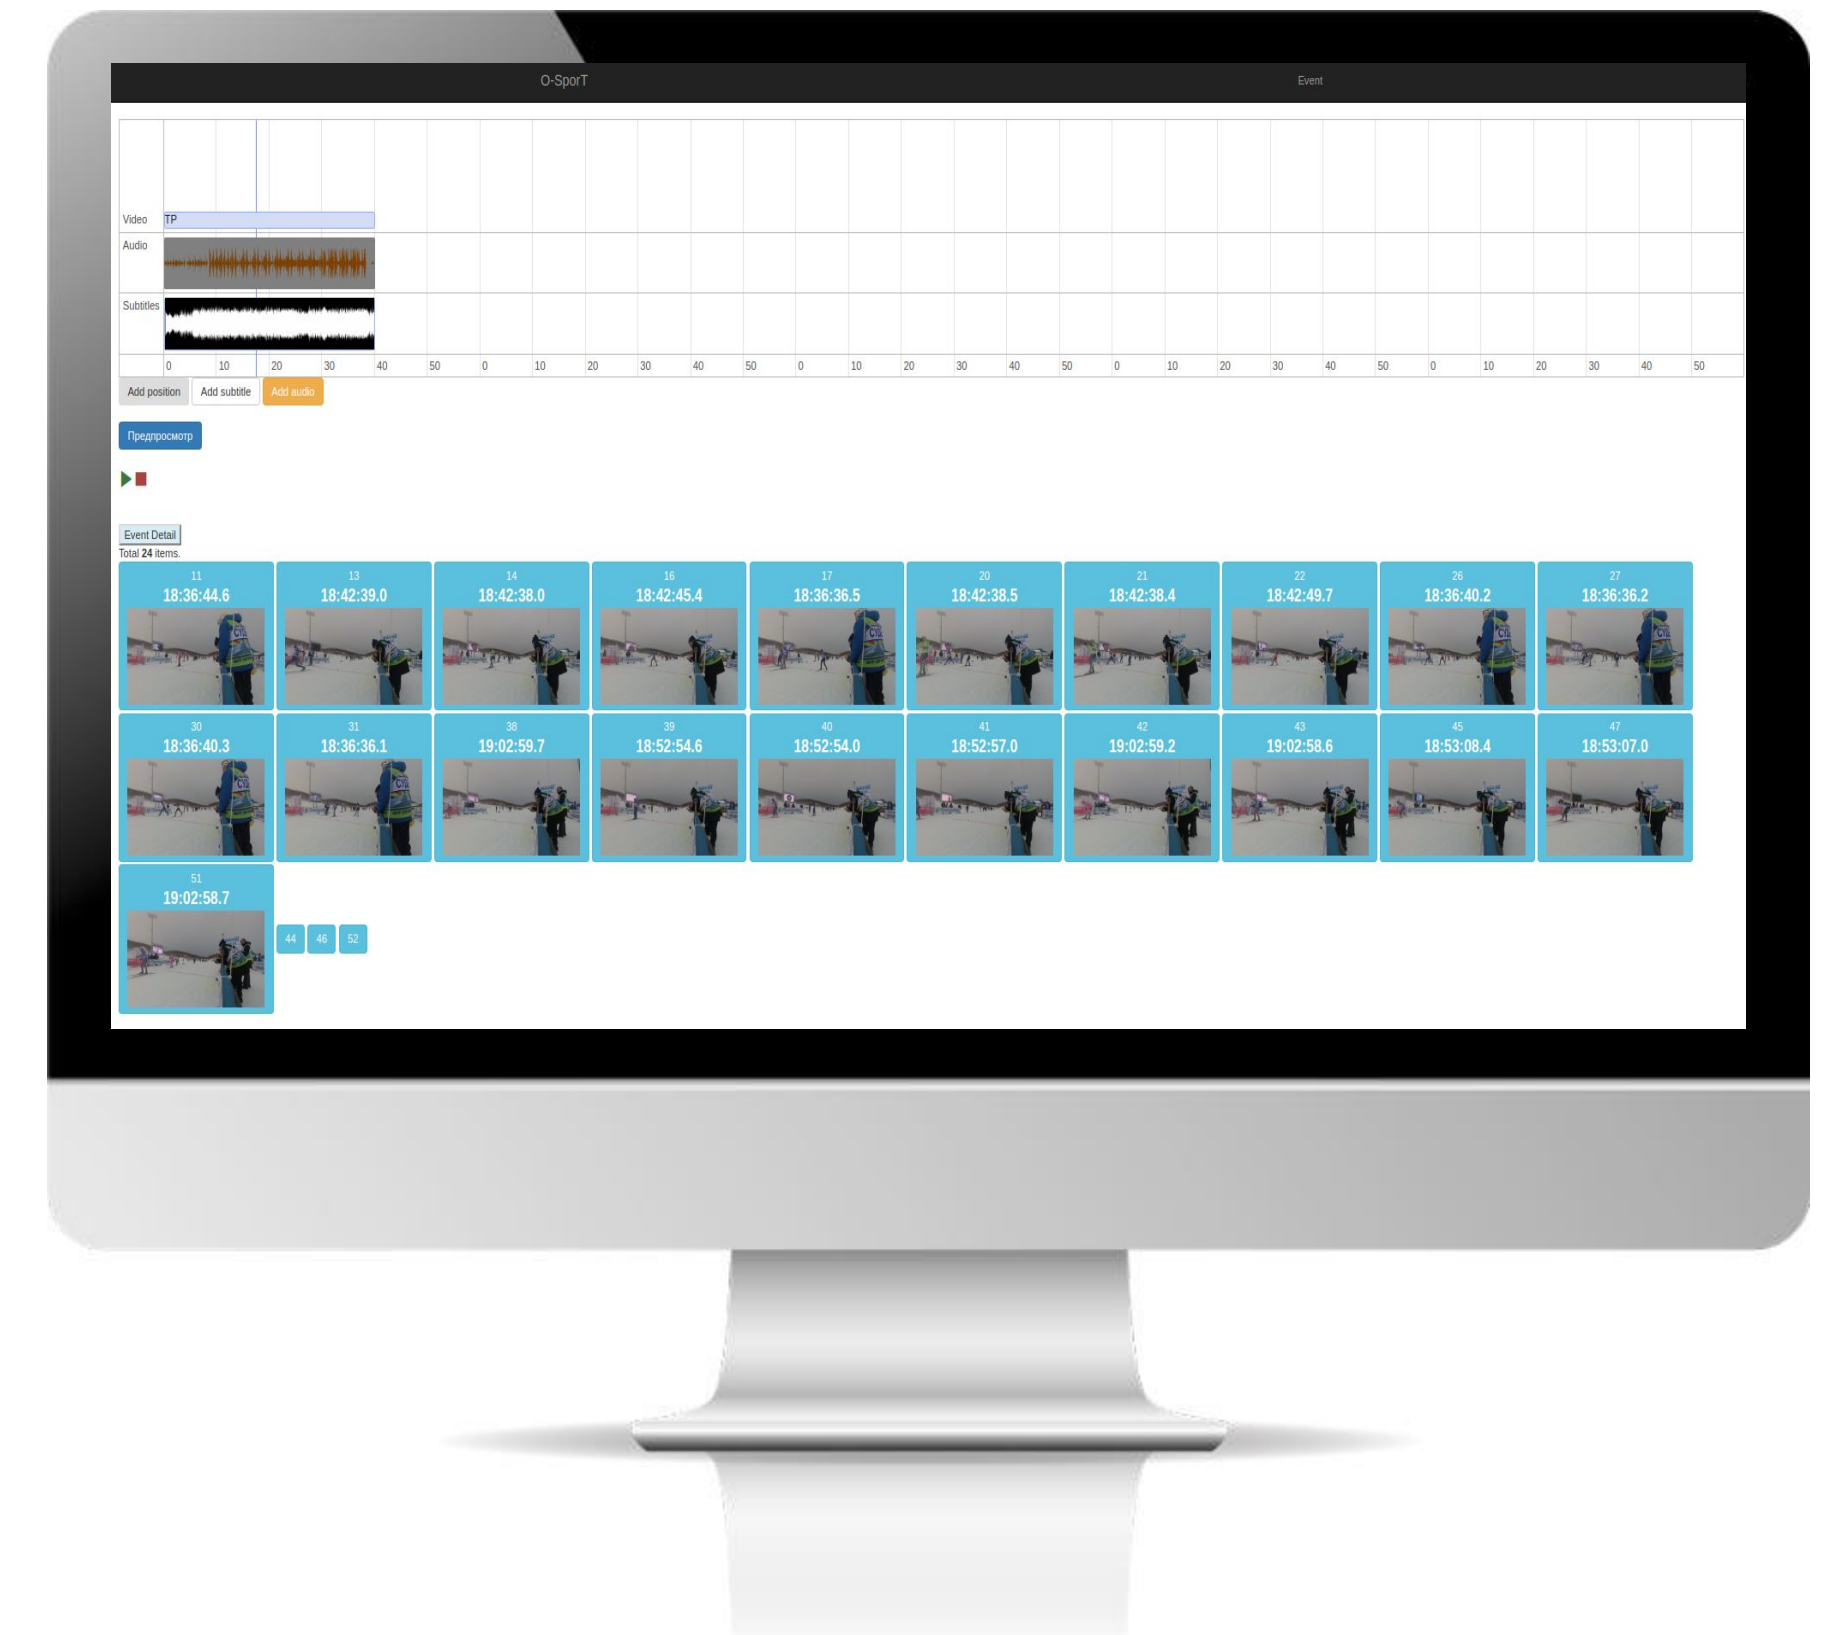 O-SporT Event
Video TP
Audio
Subtitles
0 10 20 30 40 50 0 10 20 30 40 50 0 10 20 30 40 50 0 10 20 30 40 50 0 10 20 30 40 50
Add position Add subtitle Add audio
Предпросмотр
Event Detail
Total 24 items.
11 13 14 16 17 20 21 22 26 27
18:36:44.6 18:42:39.0 18:42:38.0 18:42:45.4 18:36:36.5 18:42:38.5 18:42:38.4 18:42:49.7 18:36:40.2 18:36:36.2
30 31 38 39 40 41 42 43 45 47
18:36:40.3 18:36:36.1 19:02:59.7 18:52:54.6 18:52:54.0 18:52:57.0 19:02:59.2 19:02:58.6 18:53:08.4 18:53:07.0
51
19:02:58.7
44 46 52